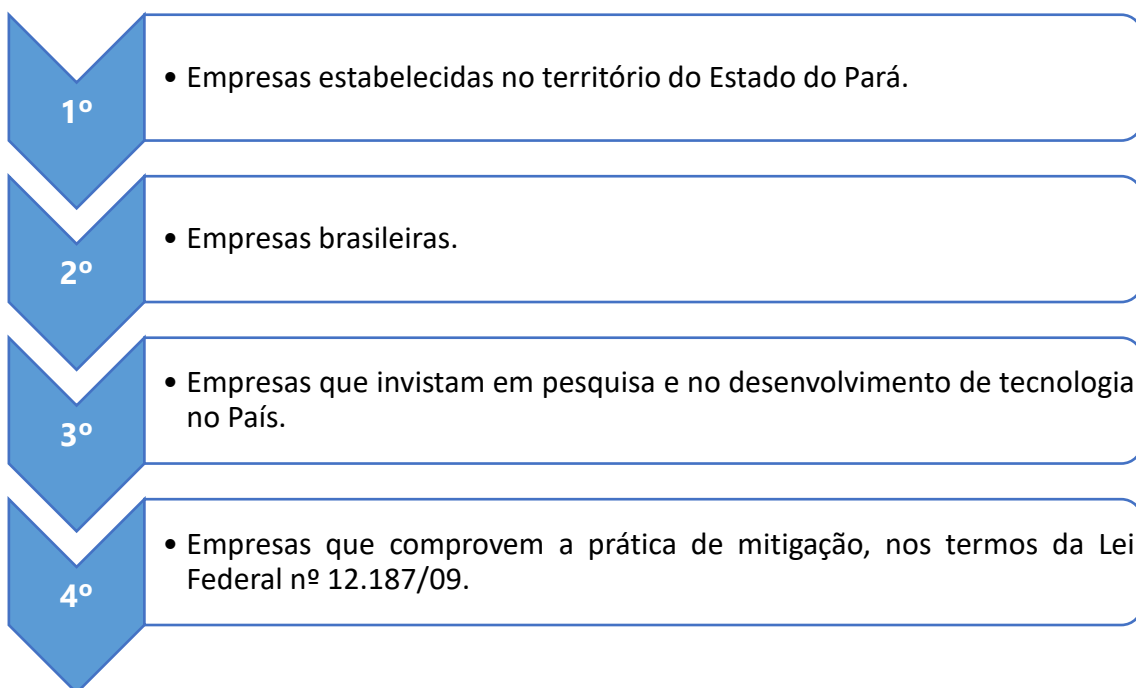 • Empresas estabelecidas no território do Estado do Pará.
1º
• Empresas brasileiras.
2º
• Empresas que invistam em pesquisa e no desenvolvimento de tecnologia
no País.
3º
• Empresas que comprovem a prática de mitigação, nos termos da Lei
Federal nº 12.187/09.
4º